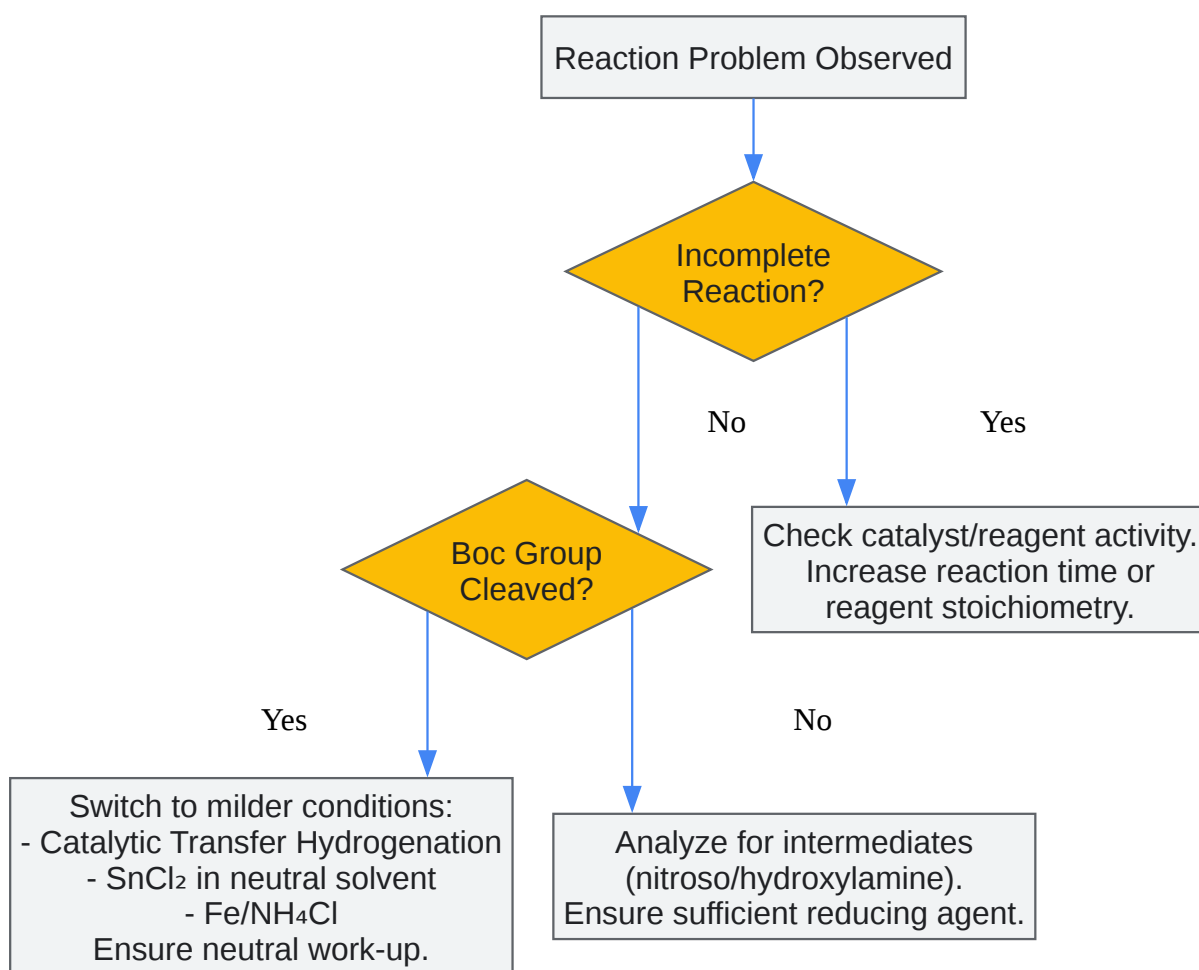 Reaction Problem Observed
Incomplete
Reaction?
No
Yes
Boc Group
Cleaved?
Check catalyst/reagent activity.
Increase reaction time or
reagent stoichiometry.
Yes
No
Switch to milder conditions:
- Catalytic Transfer Hydrogenation
- SnCl₂ in neutral solvent
- Fe/NH₄Cl
Ensure neutral work-up.
Analyze for intermediates
(nitroso/hydroxylamine).
Ensure sufficient reducing agent.